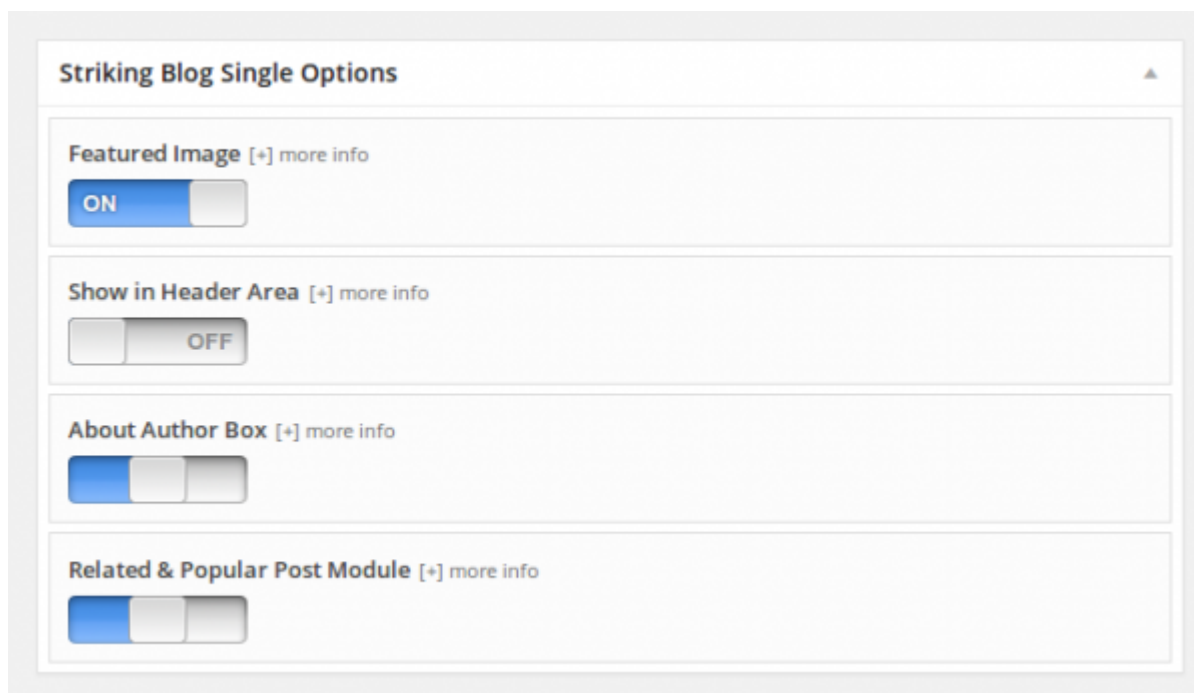 Striking Blog Single Options
Featured Image [+] more info
ON
Show in Header Area [+] more info
OFF
About Author Box [+] more info
Related & Popular Post Module [+] more info